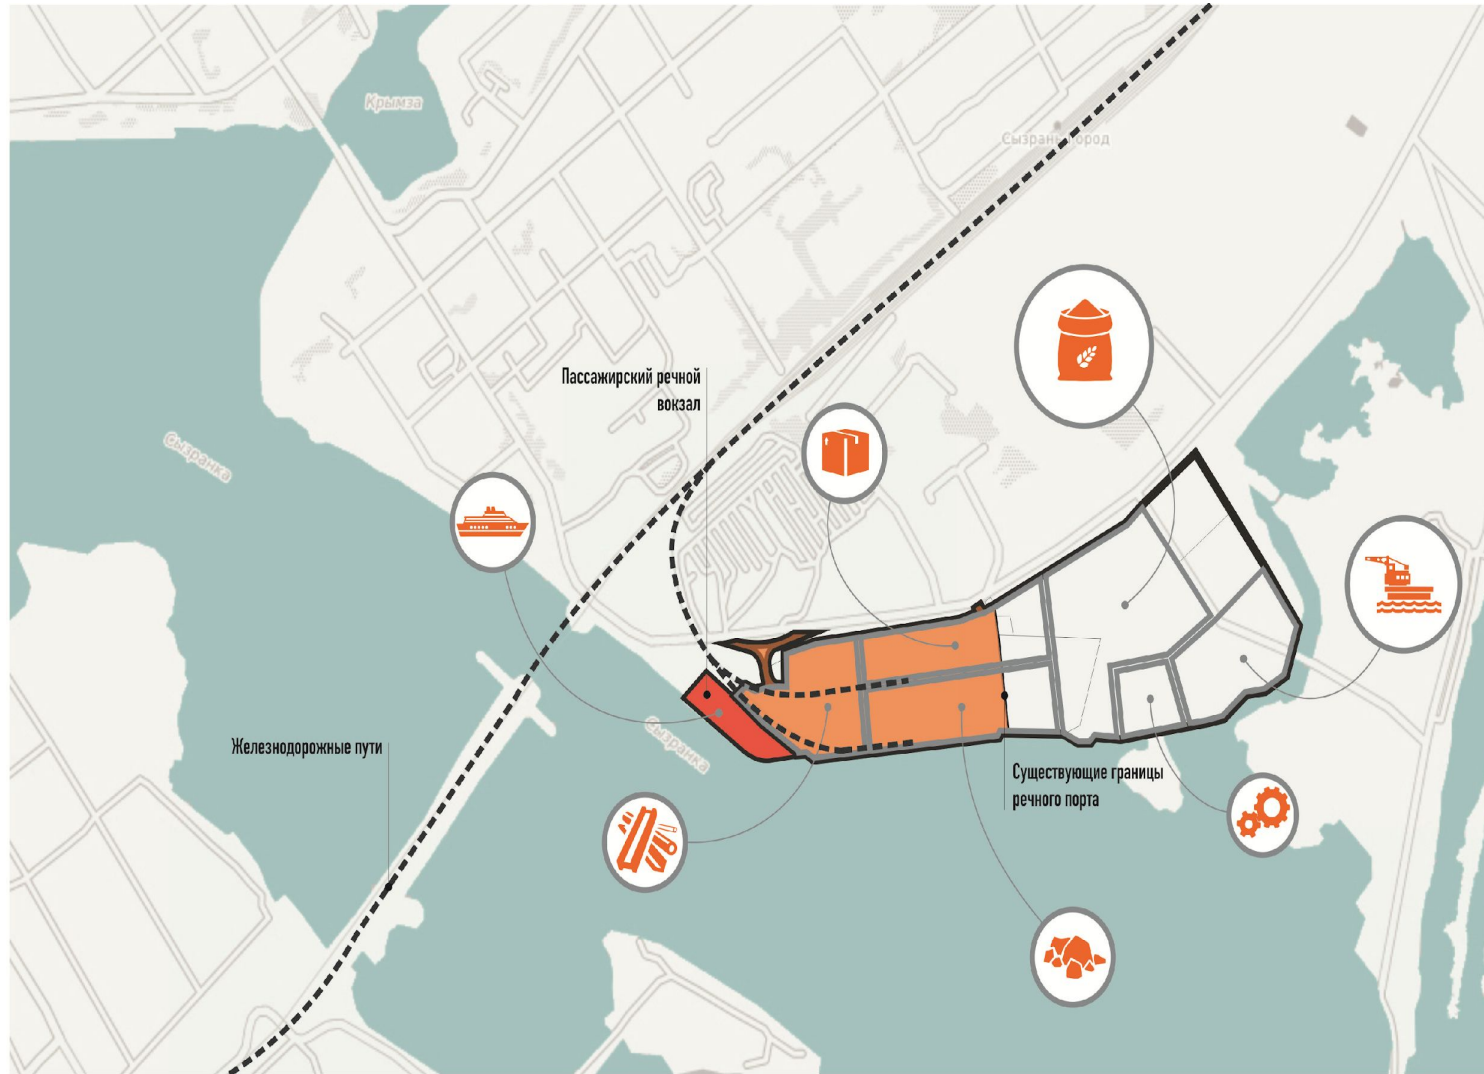 Крымза
Сызрань город
Пассажирский речной
вокзал
Сызранка
Сызранка
Железнодорожные пути
Существующие границы
речного порта